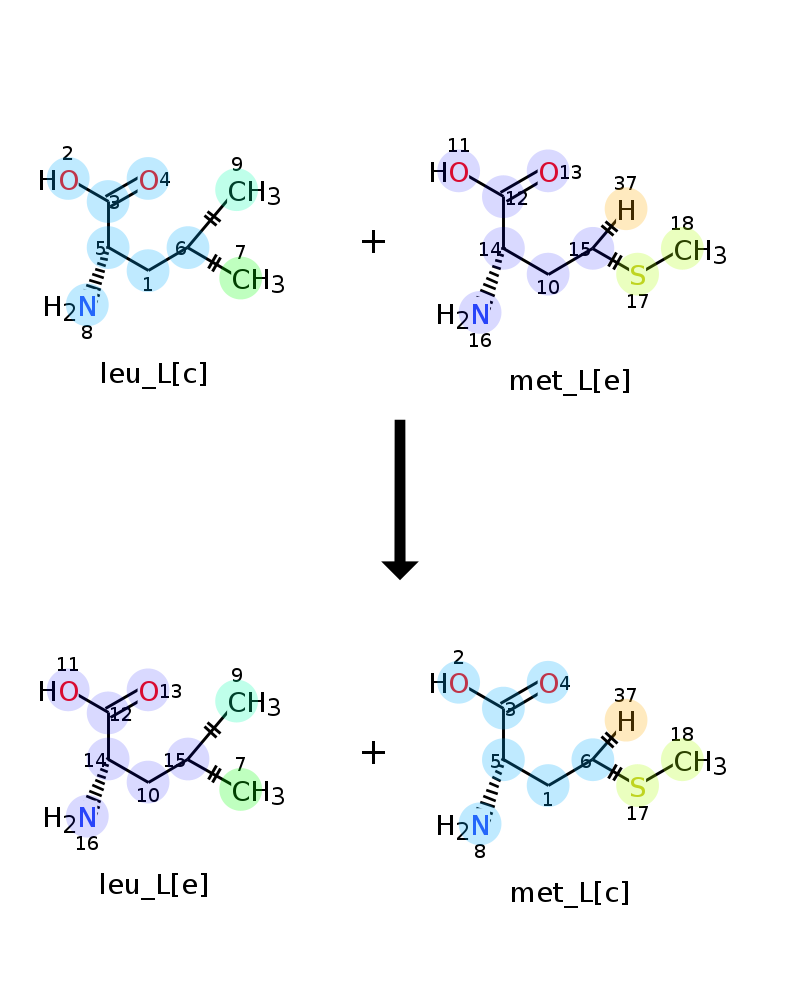 2
HO
O4
3
9
CH3
5
6
1
7
CH3
H2N
8
leu_L[c]
+
11
HO
O13
12
37
H
18
CH3
14
15
10
S
17
H2N
16
met_L[e]
11
HO
O13
12
9
CH3
14
15
10
7
CH3
H2N
16
leu_L[e]
+
2
HO
O4
3
37
H
18
CH3
5
6
1
S
17
H2N
8
met_L[c]